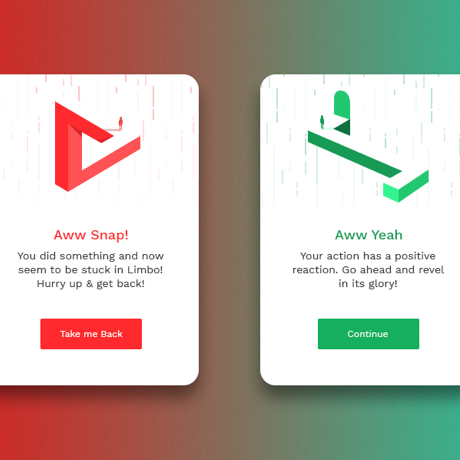 Aww Snap!
You did something and now
seem to be stuck in Limbo!
Hurry up & get back!
Take me Back
Aww Yeah
Your action has a positive
reaction. Go ahead and revel
in its glory!
Continue